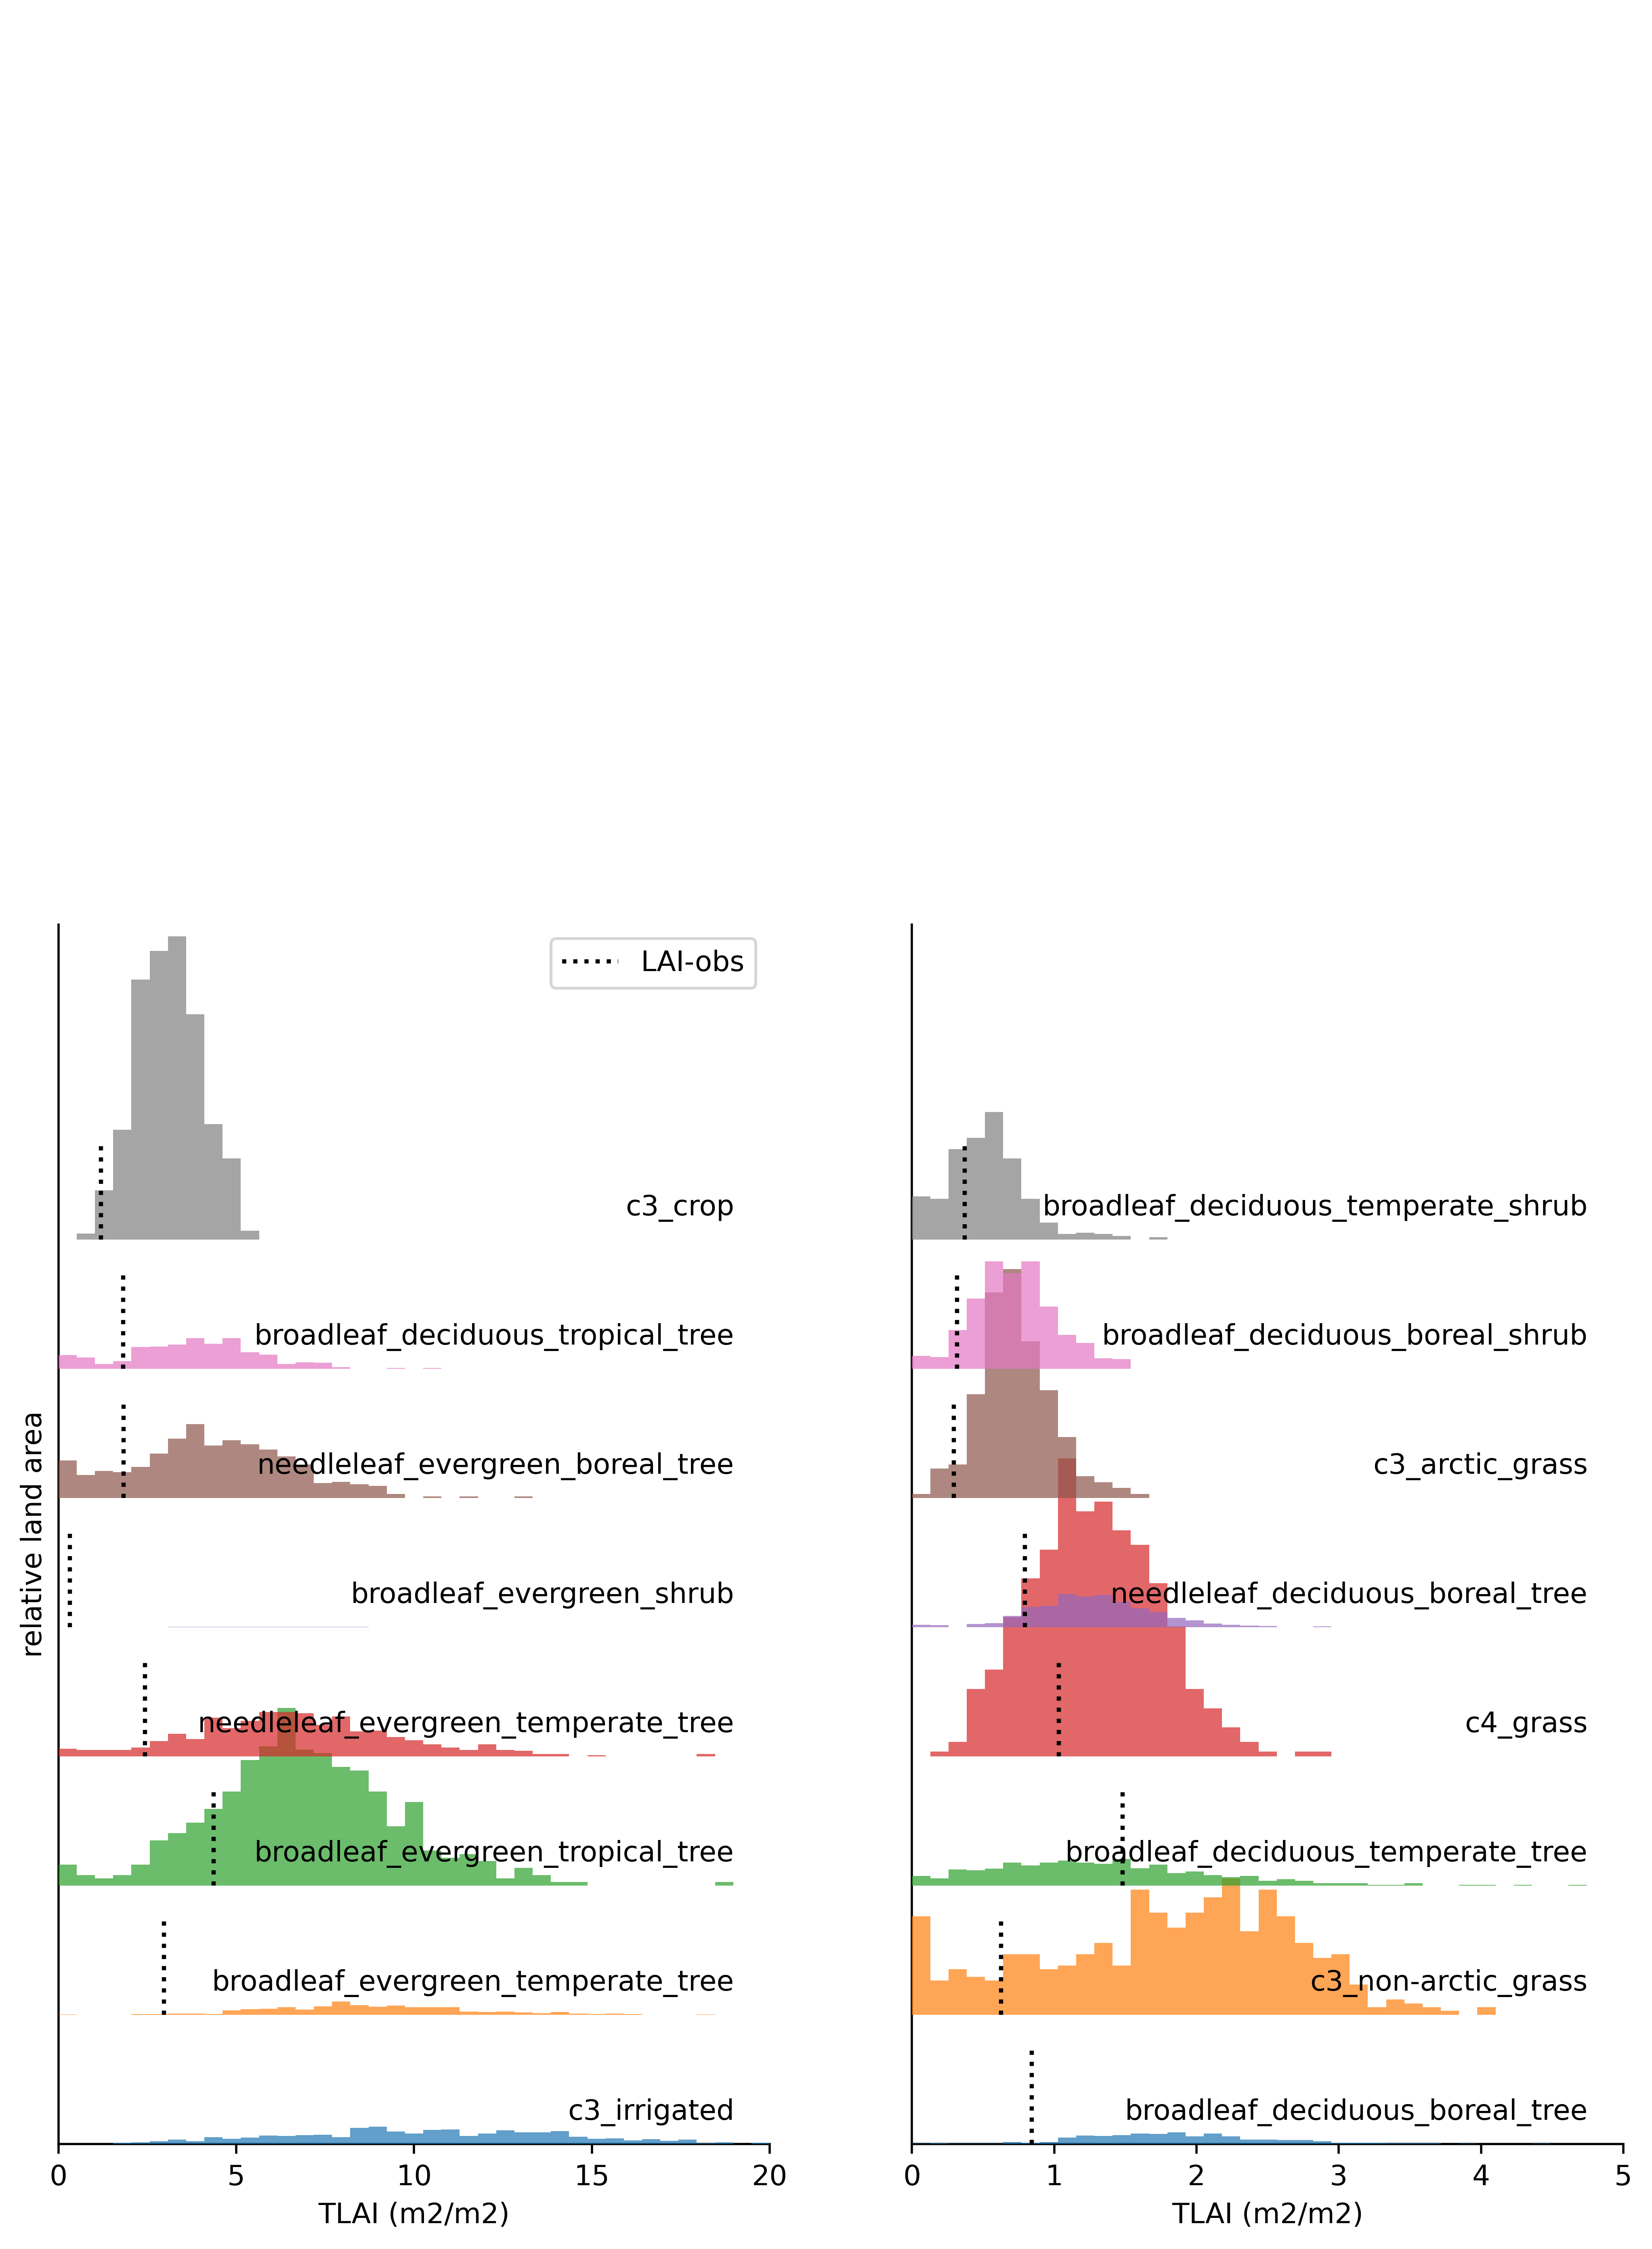 LAI-obs
c3_crop
broadleaf_deciduous_tropical_tree
needleleaf_evergreen_boreal_tree
broadleaf_evergreen_shrub
needleleaf_evergreen_temperate_tree
broadleaf_evergreen_tropical_tree
broadleaf_evergreen_temperate_tree
c3_irrigated
relative land area
0 5 10 15 20
TLAI (m2/m2)
broadleaf_deciduous_temperate_shrub
broadleaf_deciduous_boreal_shrub
c3_arctic_grass
needleleaf_deciduous_boreal_tree
c4_grass
broadleaf_deciduous_temperate_tree
c3_non-arctic_grass
broadleaf_deciduous_boreal_tree
0 1 2 3 4 5
TLAI (m2/m2)